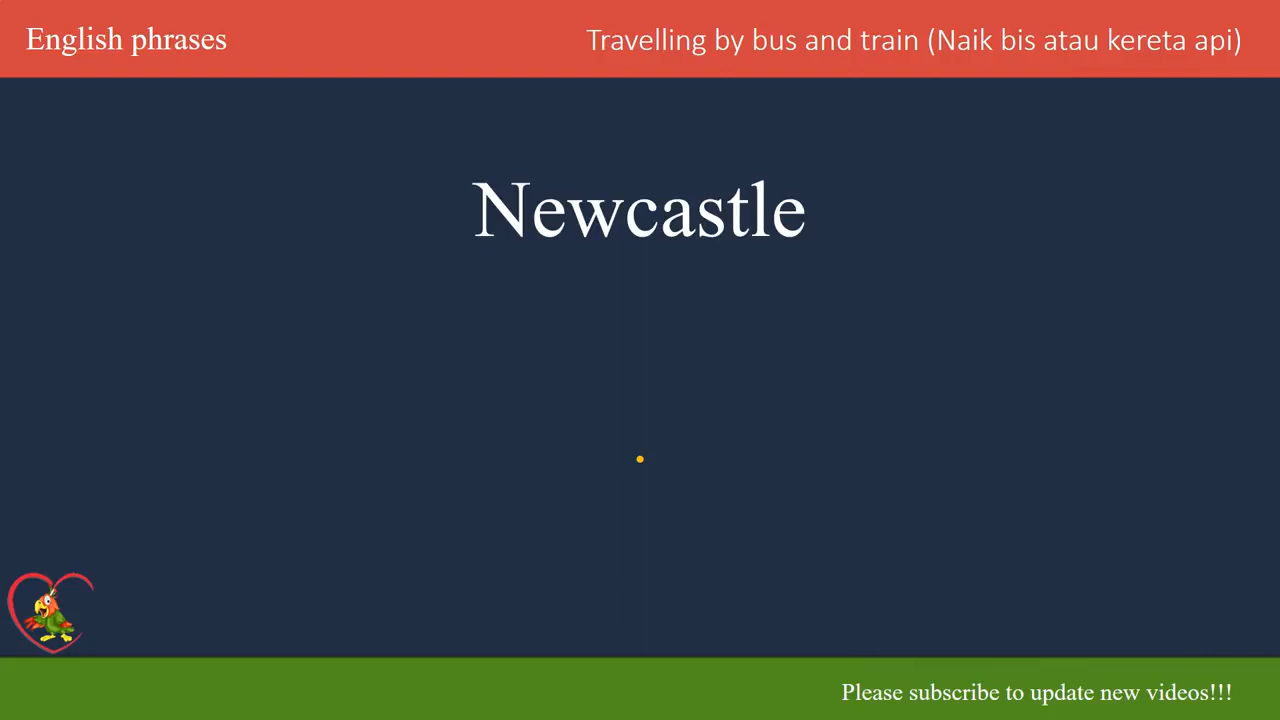 English phrases
Travelling by bus and train (Naik bis atau kereta api)
Newcastle
.
Please subscribe to update new videos!!!